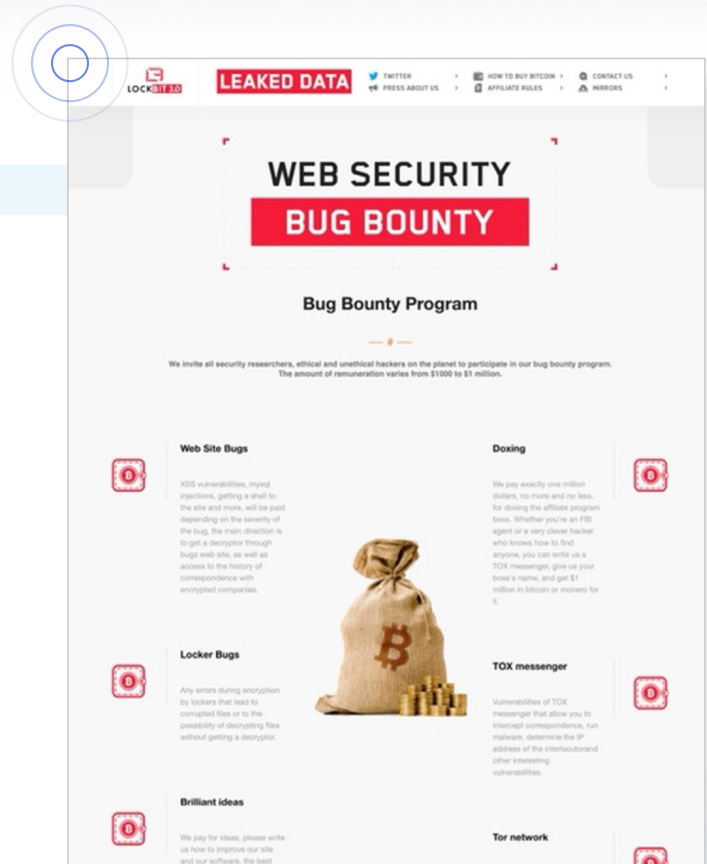 LOCKBIT 3.0
LEAKED DATA
TWITTER
PRESS ABOUT US
HOW TO BUY BITCOIN
AFFILIATE RULES
CONTACT US
MIRRORS
WEB SECURITY
BUG BOUNTY
Bug Bounty Program
#
We invite all security researchers, ethical and unethical hackers on the planet to participate in our bug bounty program.
The amount of remuneration varies from $1000 to $1 million.
Web Site Bugs
XSS vulnerabilities, mysql
injections, getting a shell to
the site and more, will be paid
depending on the severity of
the bug, the main direction is
to get a decryptor through
bugs web site, as well as
access to the history of
correspondence with
encrypted companies.
Locker Bugs
Any errors during encryption
by lockers that lead to
corrupted files or to the
possibility of decrypting files
without getting a decryptor.
Brilliant ideas
We pay for ideas, please write
us how to improve our site
and our software, the best
Doxing
We pay exactly one million
dollars, no more and no less,
for doxing the affiliate program
boss. Whether you're an FBI
agent or a very clever hacker
who knows how to find
anyone, you can write us a
TOX messenger, give us your
boss's name, and get $1
million in bitcoin or monero for
it.
TOX messenger
Vulnerabilities of TOX
messenger that allow you to
intercept correspondence, run
malware, determine the IP
address of the interlocutorand
other interesting
vulnerabilities.
Tor network